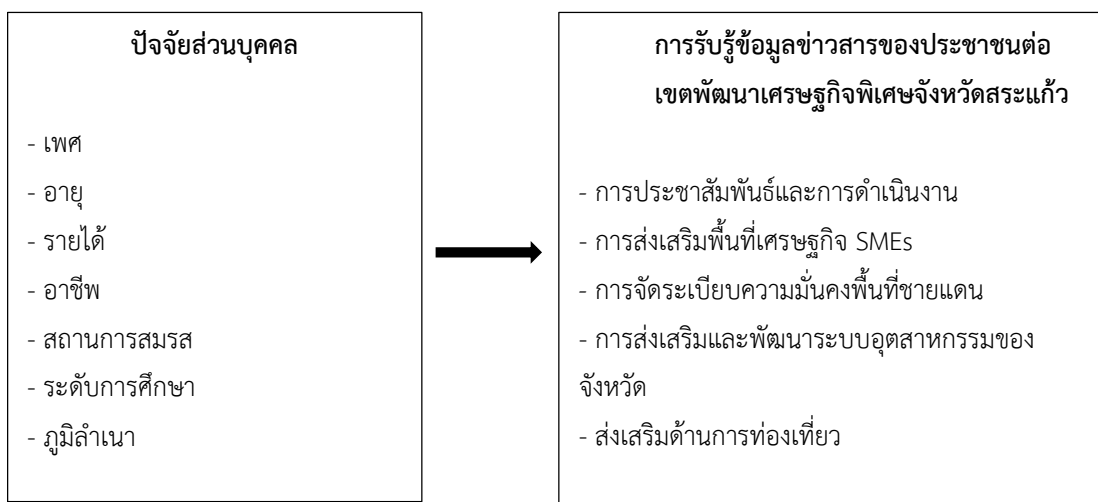 ปัจจัยส่วนบุคคล
- เพศ
- อายุ
- รายได้
- อาชีพ
- สถานการสมรส
- ระดับการศึกษา
- ภูมิลำเนา
การรับรู้ข้อมูลข่าวสารของประชาชนต่อ
เขตพัฒนาเศรษฐกิจพิเศษจังหวัดสระแก้ว
- การประชาสัมพันธ์และการดำเนินงาน
- การส่งเสริมพื้นที่เศรษฐกิจ SMEs
- การจัดระเบียบความมั่นคงพื้นที่ชายแดน
- การส่งเสริมและพัฒนาระบบอุตสาหกรรมของ
จังหวัด
- ส่งเสริมด้านการท่องเที่ยว